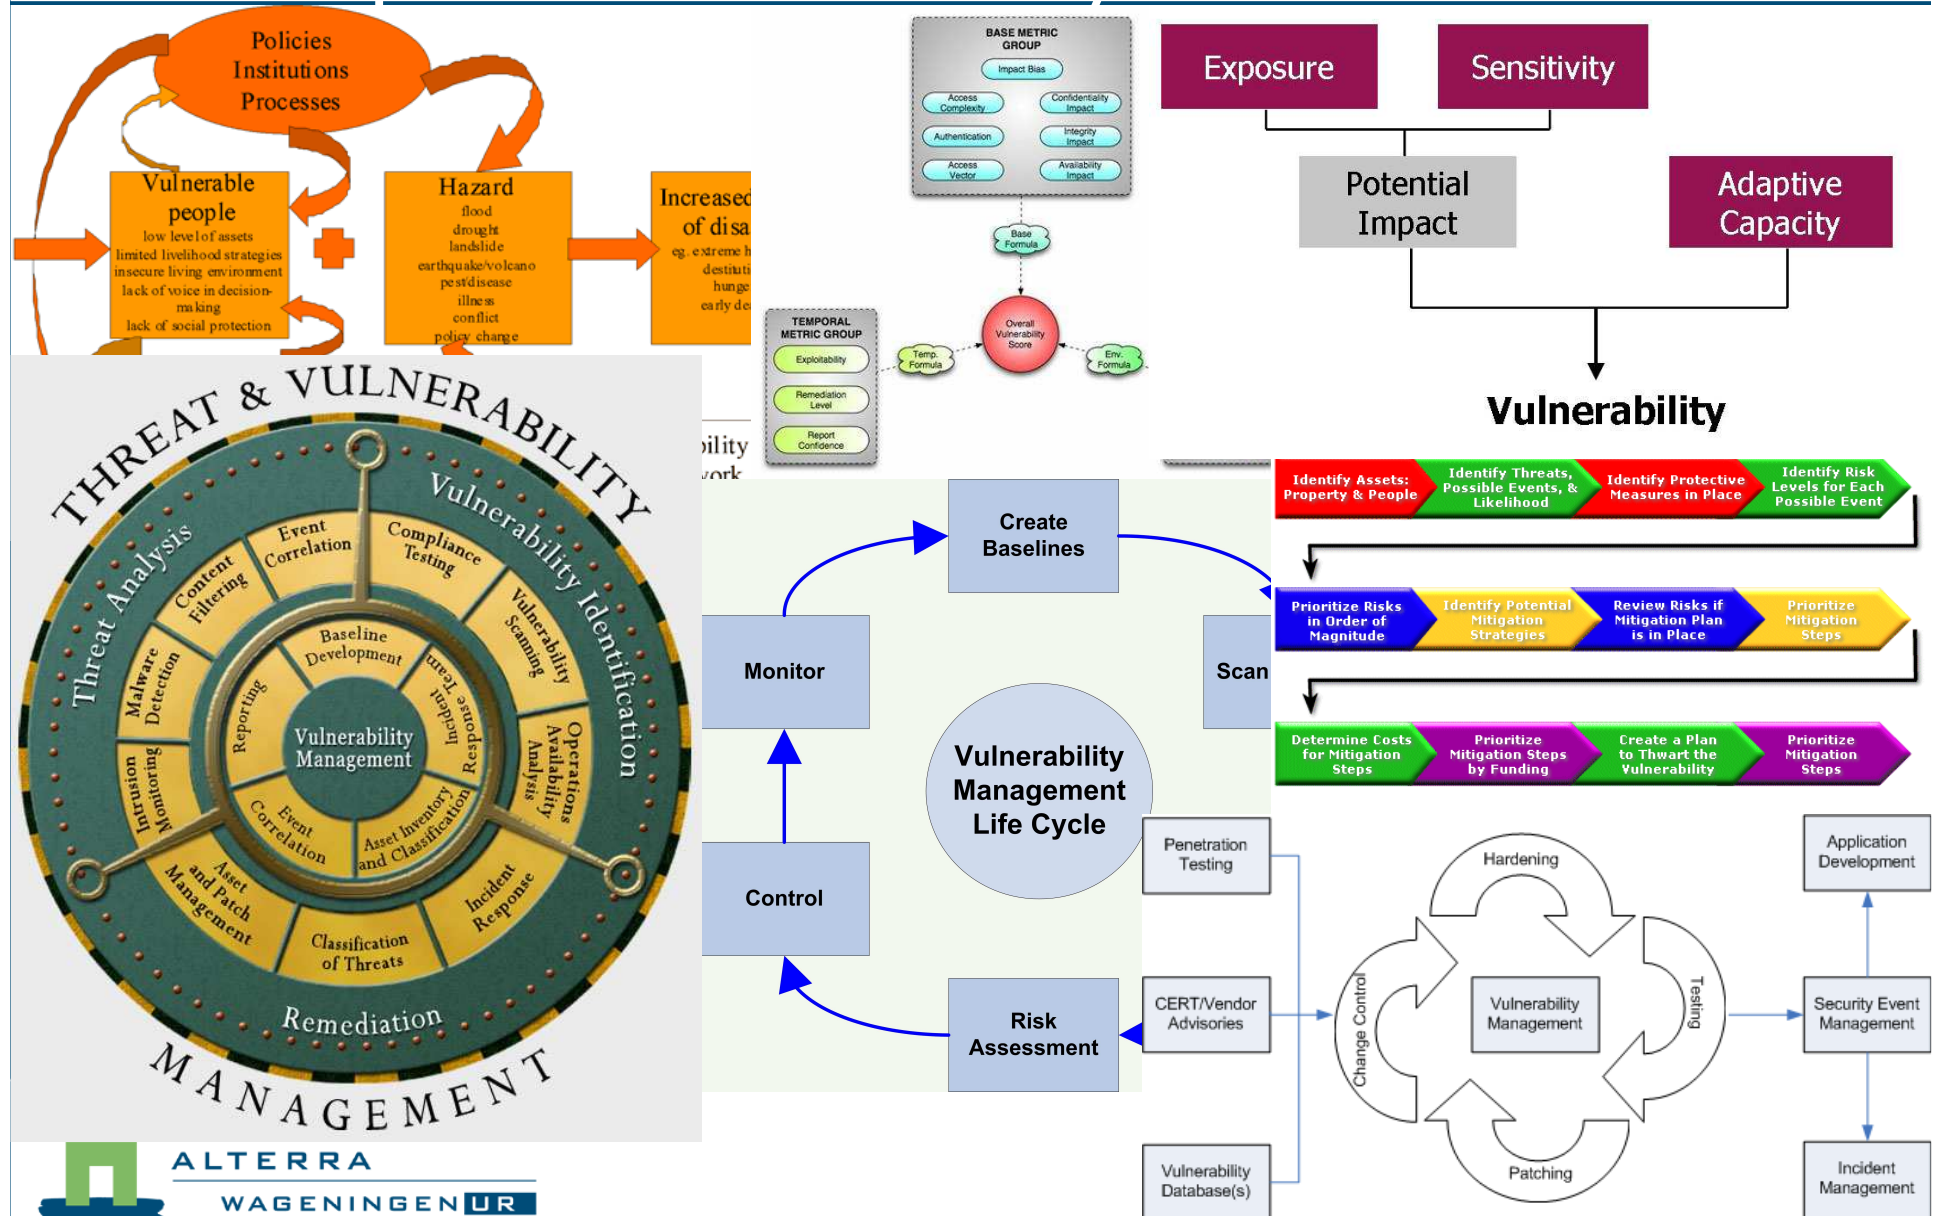 Policies
Institutions
Processes
Vulnerable
people
low level of assets
limited livelihood strategies
insecure living environment
lack of voice in decision-
making
lack of social protection
Hazard
flood
drought
landslide
earthquake/volcano
pest/disease
illness
conflict
policy change
Increased
of
eg. extreme
BASE METRIC
GROUP
Impact Bias
Access
Complexity
Confidentiality
Impact
Authentication
Integrity
Impact
Access
Vector
Availability
Impact
Base
Formula
Overall
Vulnerability
Score
TEMPORAL
METRIC GROUP
Exploitability
Remediation
Level
Report
Confidence
Temp.
Formula
Env.
Formula
Exposure
Sensitivity
Potential
Impact
Adaptive
Capacity
Vulnerability
THREAT & VULNERABILITY
MANAGEMENT
Threat Analysis
Vulnerability Identification
Remediation
Event
Correlation
Compliance
Testing
Content
Filtering
Vulnerability
Scanning
Malware
Detection
Operations
Availability
Analysis
Intrusion
Monitoring
Incident
Response
Asset
and Patch
Management
Classification
of Threats
Baseline
Development
Incident
Response Team
Reporting
Event
Correlation
Asset Inventory
and Classification
Vulnerability
Management
Create
Baselines
Monitor
Scan
Vulnerability
Management
Life Cycle
Control
Risk
Assessment
Identify Assets:
Property & People
Identify Threats,
Possible Events, &
Likelihood
Identify Protective
Measures in Place
Identify Risk
Levels for Each
Possible Event
Prioritize Risks
in Order of
Magnitude
Identify Potential
Mitigation
Strategies
Review Risks if
Mitigation Plan
is in Place
Prioritize
Mitigation
Steps
Determine Costs
for Mitigation
Steps
Prioritize
Mitigation Steps
by Funding
Create a Plan
to Thwart the
Vulnerability
Prioritize
Mitigation
Steps
Penetration
Testing
CERT/Vendor
Advisories
Vulnerability
Database(s)
Hardening
Testing
Patching
Change Control
Vulnerability
Management
Application
Development
Security Event
Management
Incident
Management
ALTERRA
WAGENINGEN UR